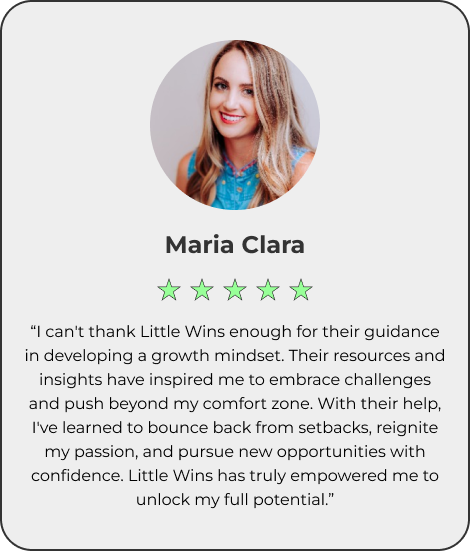 Maria Clara
“I can't thank Little Wins enough for their guidance
in developing a growth mindset. Their resources and
insights have inspired me to embrace challenges
and push beyond my comfort zone. With their help,
I've learned to bounce back from setbacks, reignite
my passion, and pursue new opportunities with
confidence. Little Wins has truly empowered me to
unlock my full potential.”